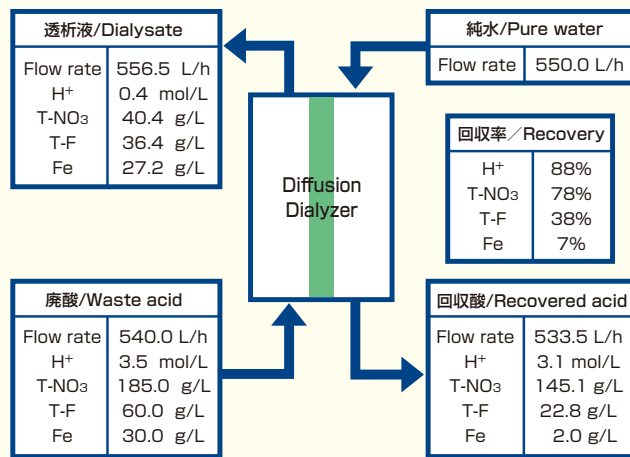 透析液/Dialysate
Flow rate 556.5 L/h
H⁺ 0.4 mol/L
T-NO₃ 40.4 g/L
T-F 36.4 g/L
Fe 27.2 g/L
純水/Pure water
Flow rate 550.0 L/h
回収率／Recovery
H⁺ 88%
T-NO₃ 78%
T-F 38%
Fe 7%
Diffusion
Dialyzer
廃酸/Waste acid
Flow rate 540.0 L/h
H⁺ 3.5 mol/L
T-NO₃ 185.0 g/L
T-F 60.0 g/L
Fe 30.0 g/L
回収酸/Recovered acid
Flow rate 533.5 L/h
H⁺ 3.1 mol/L
T-NO₃ 145.1 g/L
T-F 22.8 g/L
Fe 2.0 g/L